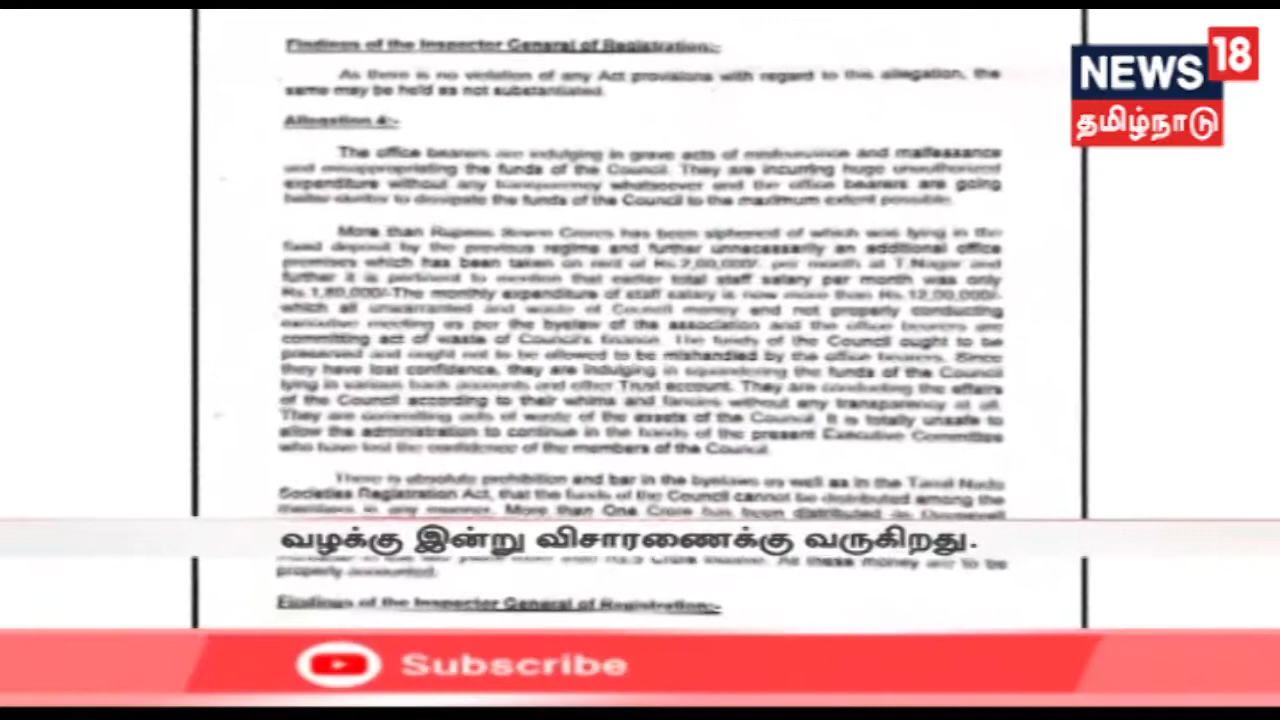 Findings of the Inspector General of Registration:-
NEWS 18
தமிழ்நாடு
As there is no violation of any Act provisions with regard to this allegation, the
same may be held as not substantiated.
Allegation 4:-
The office bearers are indulging in grave acts of misfeasance and malfeasance
and misappropriating the funds of the Council. They are incurring huge unauthorized
expenditure without any transparency whatsoever and the office bearers are going
to dissipate the funds of the Council to the maximum extent possible.
More than Rupees Crores has been siphoned of which was lying in the
fixed deposit by the previous regime and further unnecessarily an additional office
premises which has been taken on rent of Rs.2,00,000/- per month at T.Nagar and
further it is pertinent to mention that earlier total staff salary per month was only
Rs.1,80,000/-The monthly expenditure of staff salary is now more than Rs.12,00,000/-
which all unwarranted and waste of Council money and not properly conducting
executive meeting as per the byelaw of the association and the office bearers are
committing act of waste of Council's finance. The funds of the Council ought to be
preserved and ought not to be allowed to be mishandled by the office bearers. Since
they have lost confidence, they are indulging in squandering the funds of the Council
lying in various bank accounts and other Trust account. They are conducting the affairs
of the Council according to their whims and fancies without any transparency at all.
They are committing acts of waste of the assets of the Council. It is totally unsafe to
allow the administration to continue in the hands of the present Executive Committee
who have lost the confidence of the members of the Council.
There is absolute prohibition and bar in the byelaws as well as in the Tamil Nadu
Societies Registration Act, that the funds of the Council cannot be distributed among the
members in any manner. More than One Crore has been distributed as
வழக்கு இன்று விசாரணைக்கு வருகிறது.
As these money are to be
properly accounted.
Findings of the Inspector General of Registration:-
Subscribe